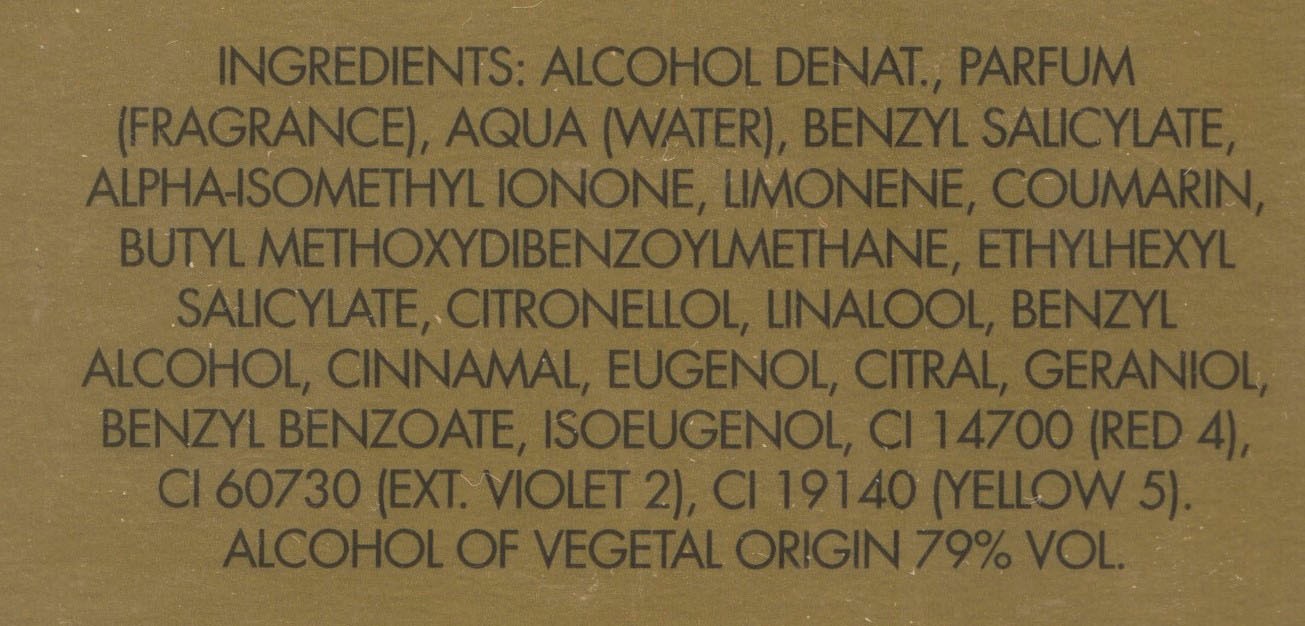 INGREDIENTS: ALCOHOL DENAT., PARFUM
(FRAGRANCE), AQUA (WATER), BENZYL SALICYLATE,
ALPHA-ISOMETHYL IONONE, LIMONENE, COUMARIN,
BUTYL METHOXYDIBENZOYLMETHANE, ETHYLHEXYL
SALICYLATE, CITRONELLOL, LINALOOL, BENZYL
ALCOHOL, CINNAMAL, EUGENOL, CITRAL, GERANIOL,
BENZYL BENZOATE, ISOEUGENOL, CI 14700 (RED 4),
CI 60730 (EXT. VIOLET 2), CI 19140 (YELLOW 5).
ALCOHOL OF VEGETAL ORIGIN 79% VOL.